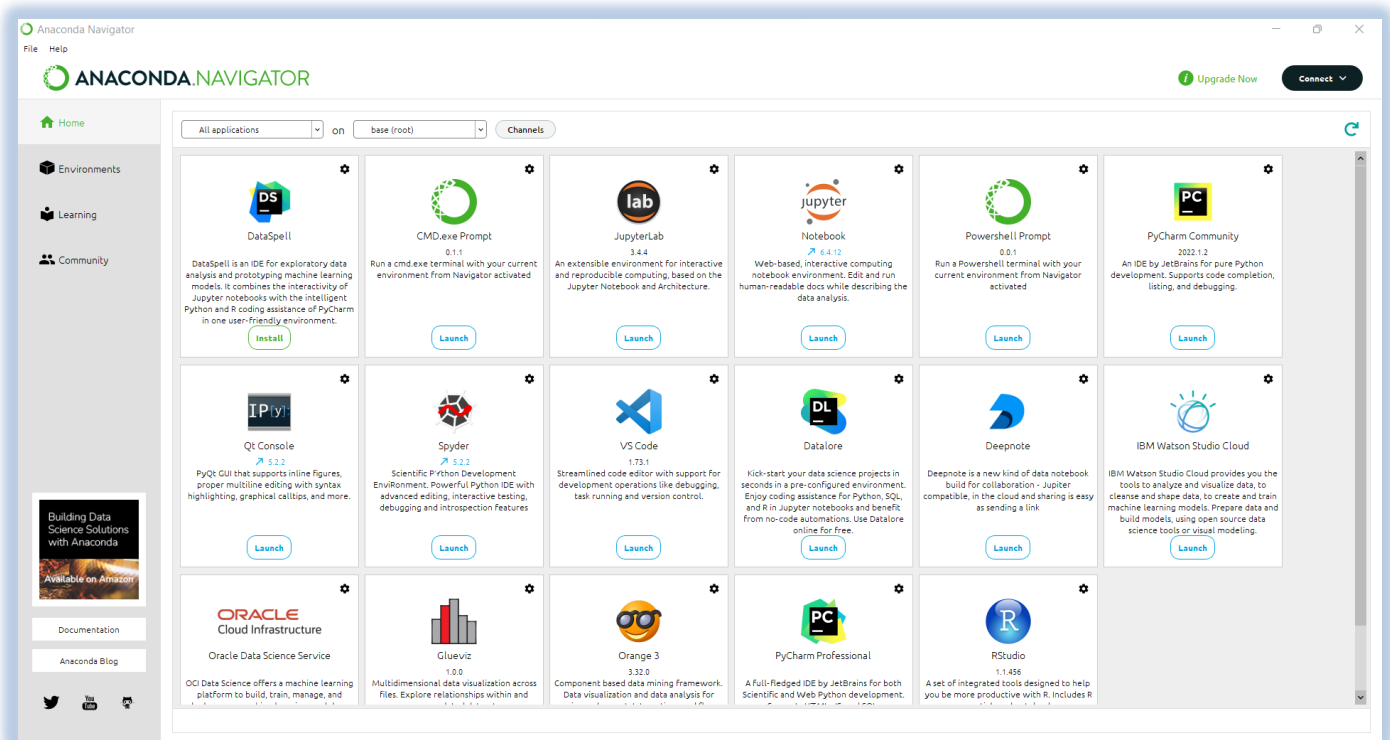 Anaconda Navigator
File Help
ANACONDA.NAVIGATOR
Upgrade Now
Connect
Home
Environments
Learning
Community
All applications
on
base (root)
Channels
DS
DataSpell
DataSpell is an IDE for exploratory data
analysis and prototyping machine learning
models. It combines the interactivity of
Jupyter notebooks with the intelligent
Python and R coding assistance of PyCharm
in one user-friendly environment.
Install
CMD.exe Prompt
0.1.1
Run a cmd.exe terminal with your current
environment from Navigator activated
Launch
lab
JupyterLab
3.4.4
An extensible environment for interactive
and reproducible computing, based on the
Jupyter Notebook and Architecture.
Launch
jupyter
Notebook
6.4.12
Web-based, interactive computing
notebook environment. Edit and run
human-readable docs while describing the
data analysis.
Launch
Powershell Prompt
0.0.1
Run a Powershell terminal with your
current environment from Navigator
activated
Launch
PC
PyCharm Community
2022.1.2
An IDE by JetBrains for pure Python
development. Supports code completion,
listing, and debugging.
Launch
IP[y]:
Qt Console
5.2.2
PyQt GUI that supports inline figures,
proper multiline editing with syntax
highlighting, graphical calltips, and more.
Launch
Spyder
5.2.2
Scientific PYthon Development
EnviRonment. Powerful Python IDE with
advanced editing, interactive testing,
debugging and introspection features
Launch
VS Code
1.73.1
Streamlined code editor with support for
development operations like debugging,
task running and version control.
Launch
DL
Datalore
Kick-start your data science projects in
seconds in a pre-configured environment.
Enjoy coding assistance for Python, SQL,
and R in Jupyter notebooks and benefit
from no-code automations. Use Datalore
online for free.
Launch
Deepnote
Deepnote is a new kind of data notebook
build for collaboration - Jupiter
compatible, in the cloud and sharing is easy
as sending a link
Launch
IBM Watson Studio Cloud
IBM Watson Studio Cloud provides you the
tools to analyze and visualize data, to
cleanse and shape data, to create and train
machine learning models. Prepare data and
build models, using open source data
science tools or visual modeling.
Launch
ORACLE
Cloud Infrastructure
Oracle Data Science Service
OCI Data Science offers a machine learning
platform to build, train, manage, and
Glueviz
1.0.0
Multidimensional data visualization across
files. Explore relationships within and
Orange 3
3.32.0
Component based data mining framework.
Data visualization and data analysis for
PC
PyCharm Professional
A full-fledged IDE by JetBrains for both
Scientific and Web Python development.
R
RStudio
1.1.456
A set of integrated tools designed to help
you be more productive with R. Includes R
Building Data
Science Solutions
with Anaconda
Available on Amazon
Documentation
Anaconda Blog
You
Tube